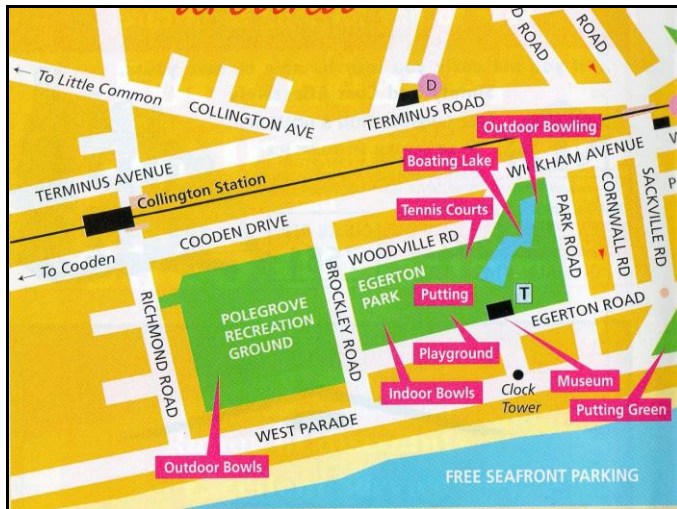 ← To Little Common
COLLINGTON AVE
D
TERMINUS ROAD
D ROAD
ROAD
Outdoor Bowling
TERMINUS AVENUE
Collington Station
Boating Lake
WICKHAM AVENUE
W
← To Cooden
COODEN DRIVE
Tennis Courts
WOODVILLE RD
PARK ROAD
CORNWALL RD
SACKVILLE RD
P
RICHMOND ROAD
POLEGROVE
RECREATION
GROUND
BROCKLEY ROAD
EGERTON
PARK
Putting
T
EGERTON ROAD
Playground
Indoor Bowls
Clock
Tower
Museum
Putting Green
WEST PARADE
Outdoor Bowls
FREE SEAFRONT PARKING